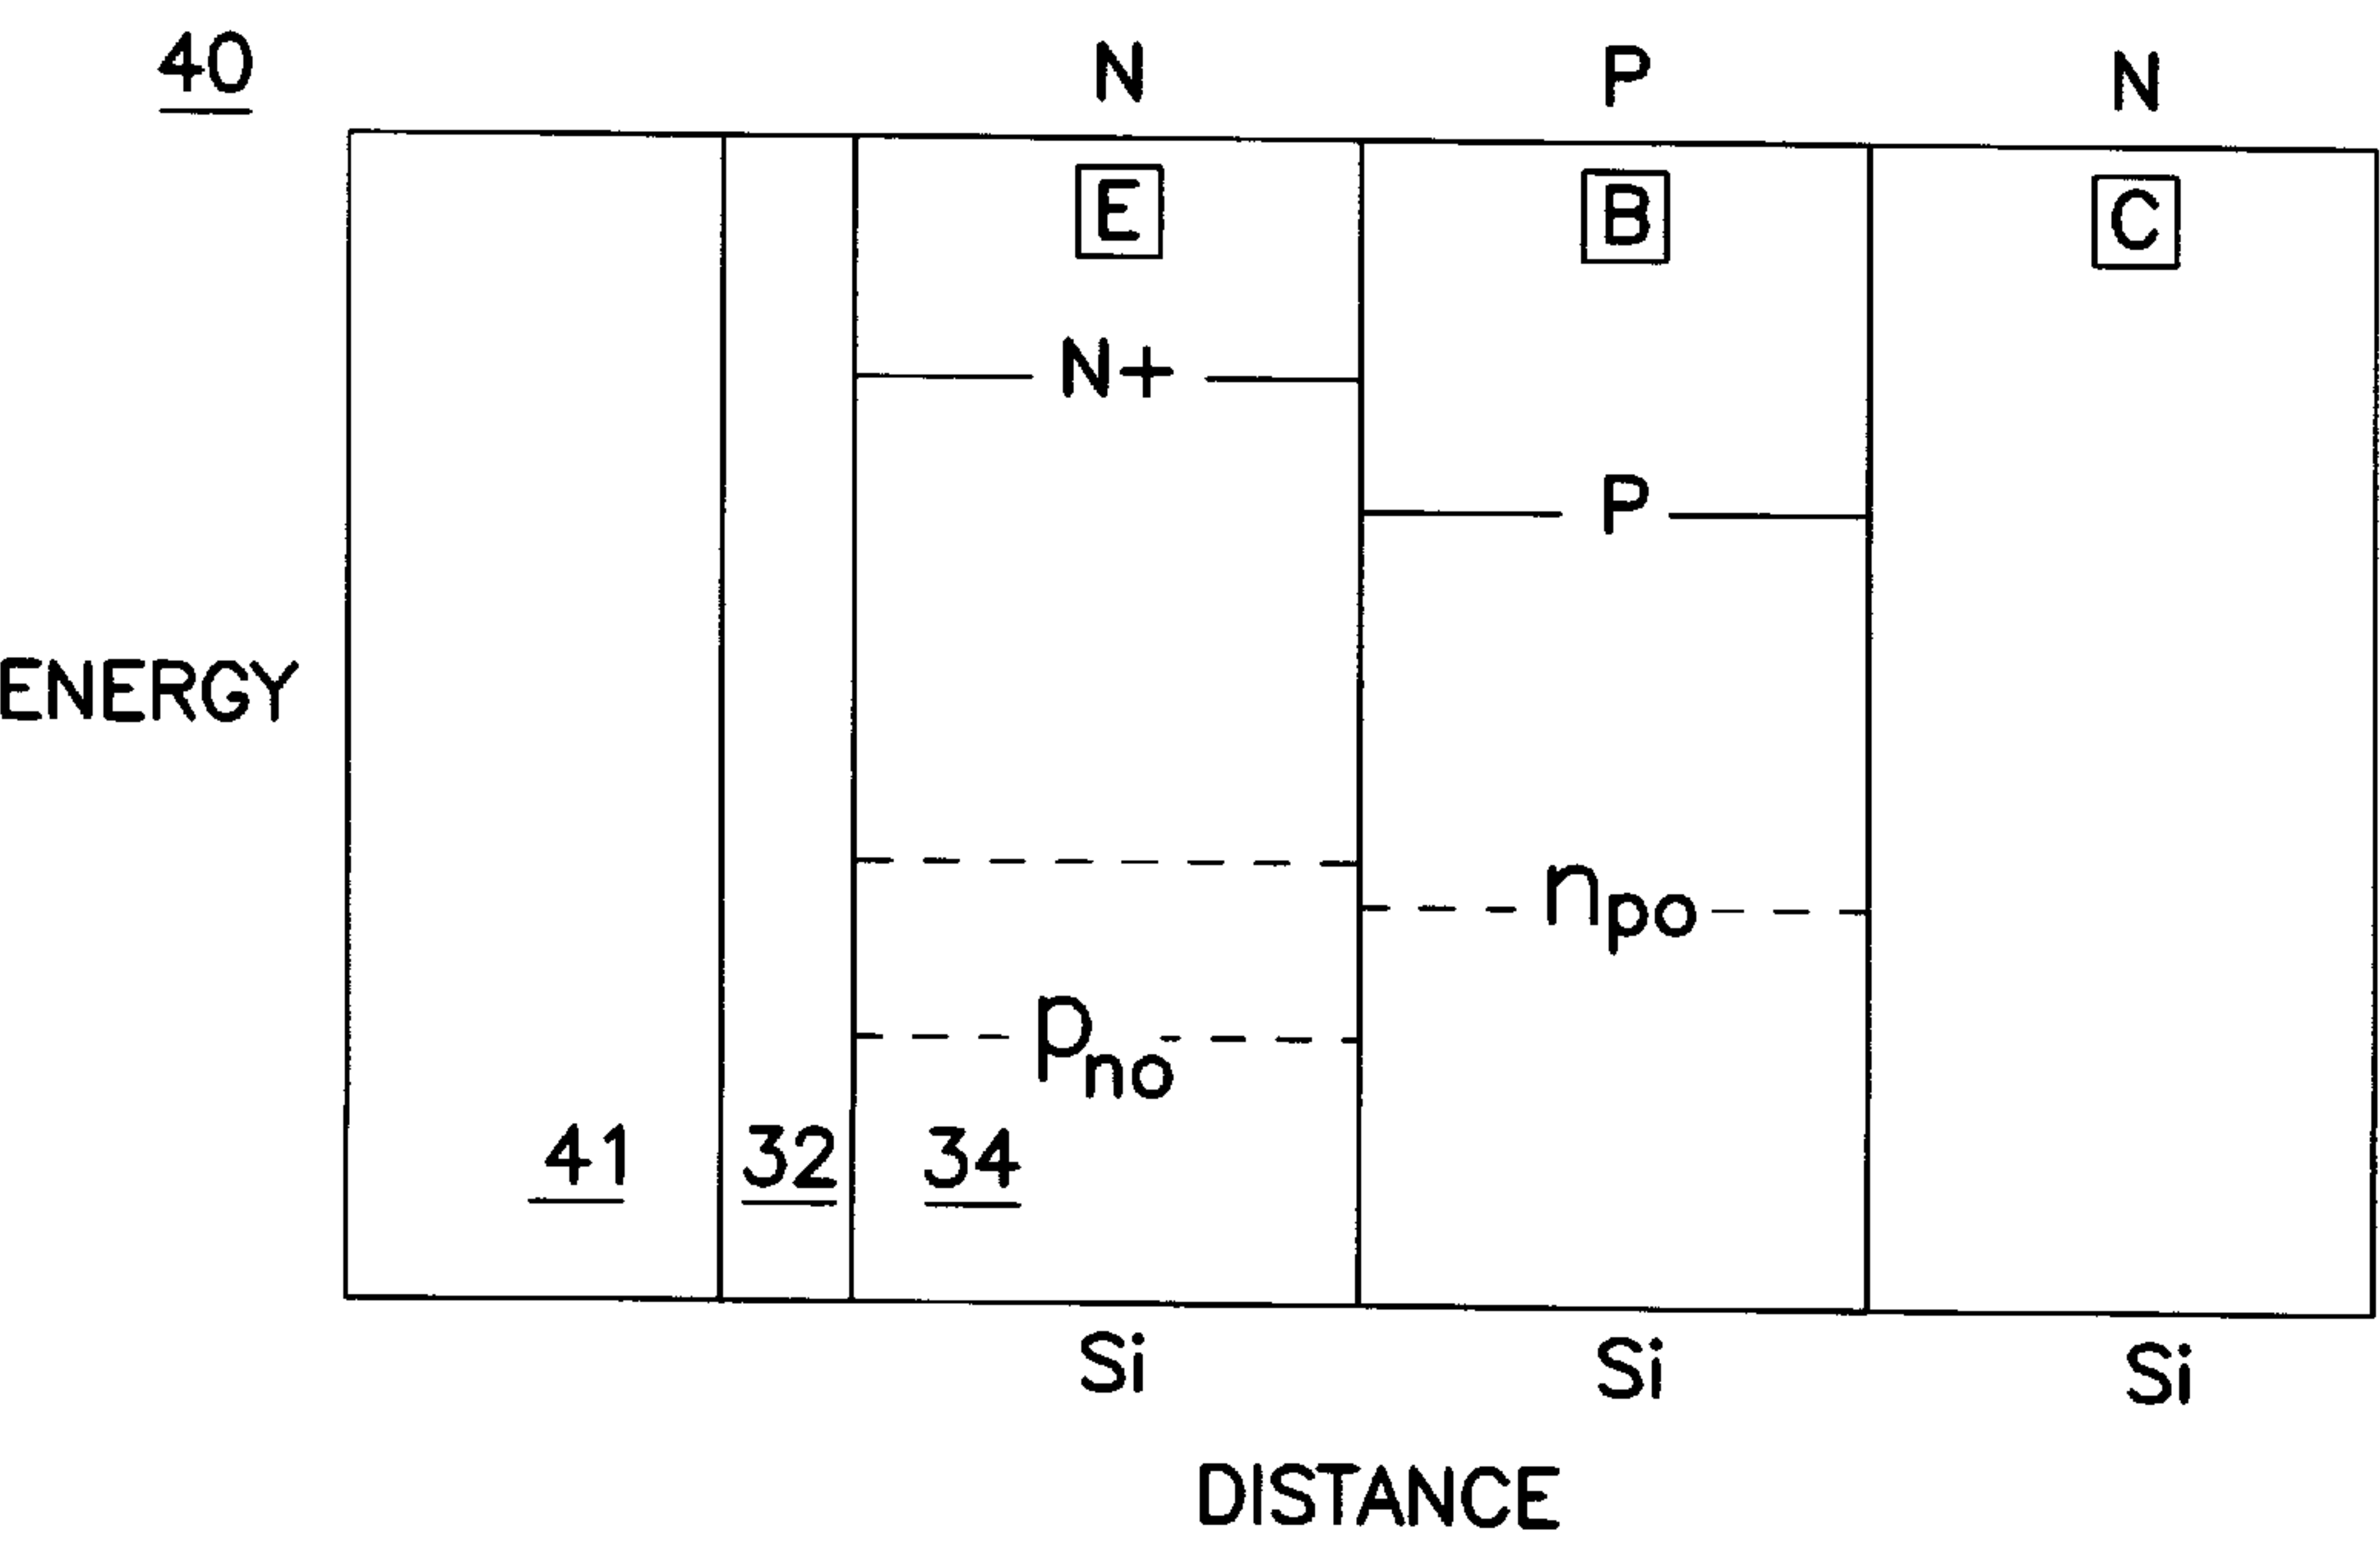 40
N P N
E B C
N+
P
ENERGY
npo
pno
41 32 34
Si Si Si
DISTANCE